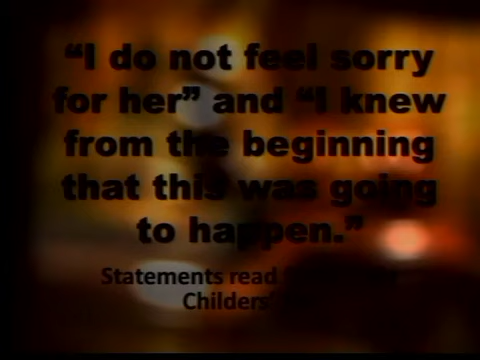 “I do not feel sorry
for her” and “I knew
from the beginning
that this was going
to happen.”
Statements read
Childers'